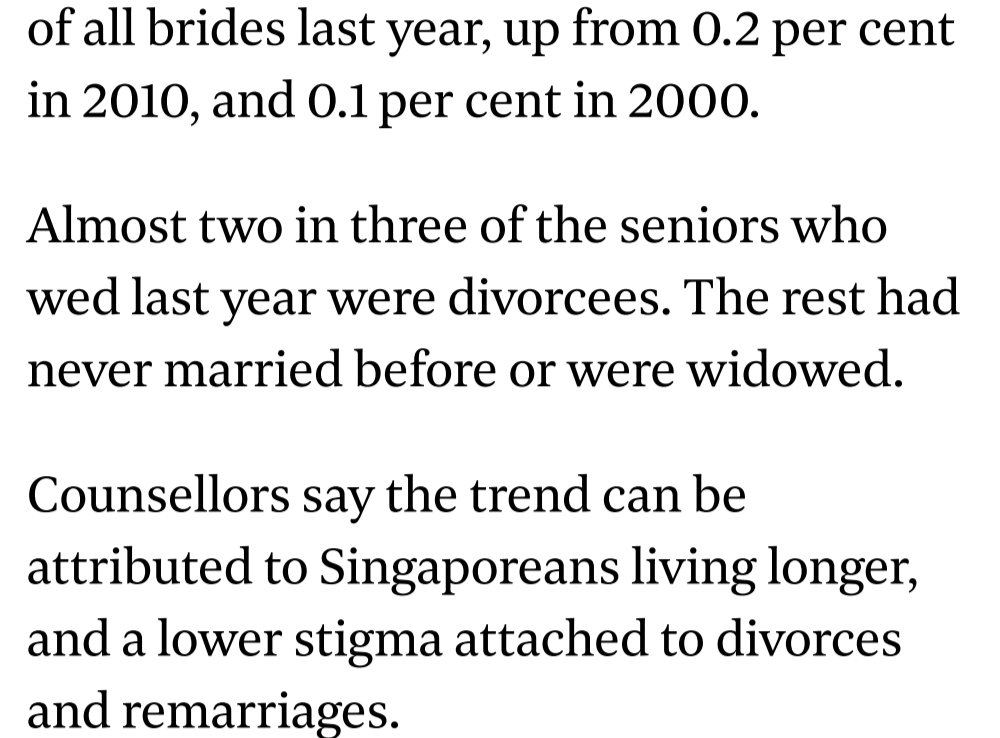 of all brides last year, up from 0.2 per cent
in 2010, and 0.1 per cent in 2000.
Almost two in three of the seniors who
wed last year were divorcees. The rest had
never married before or were widowed.
Counsellors say the trend can be
attributed to Singaporeans living longer,
and a lower stigma attached to divorces
and remarriages.